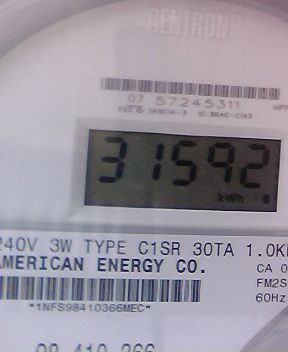 CENTRON®
07 57245311
31592
kWh
240V 3W TYPE C1SR 30TA 1.0K
AMERICAN ENERGY CO.
CA 0
FM2S
60Hz
*1NFS98410366MEC*